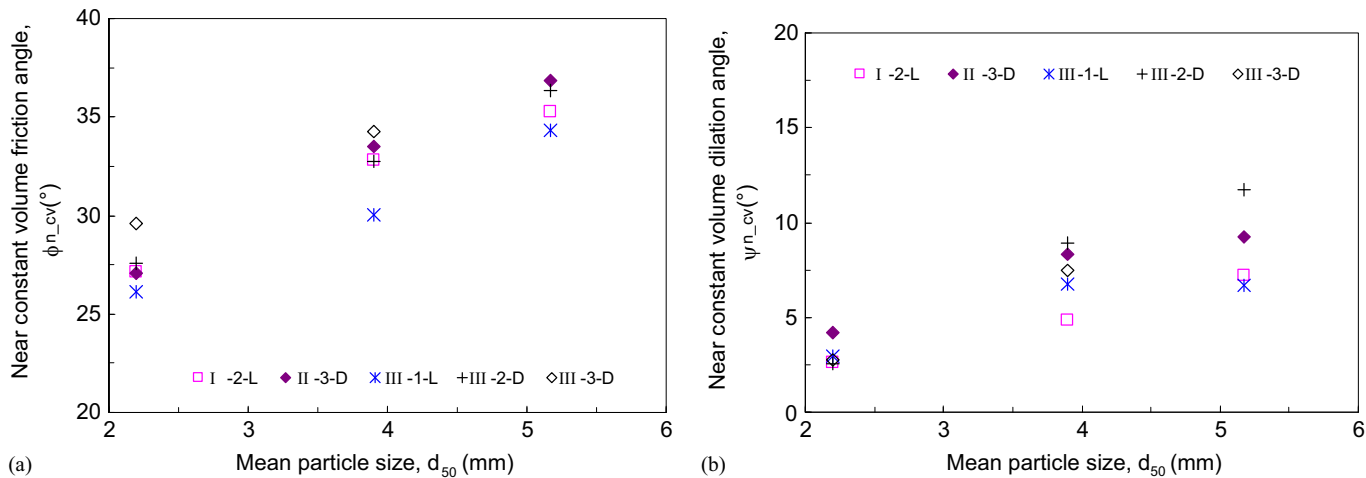 40
35
30
25
20
2
3
4
5
6
Near constant volume friction angle,
ϕn_cv(°)
I -2-L
II -3-D
III -1-L
III -2-D
III -3-D
Mean particle size, d50 (mm)
(a)
20
15
10
5
0
2
3
4
5
6
Near constant volume dilation angle,
ψn_cv(°)
I -2-L
II -3-D
III -1-L
III -2-D
III -3-D
Mean particle size, d50 (mm)
(b)